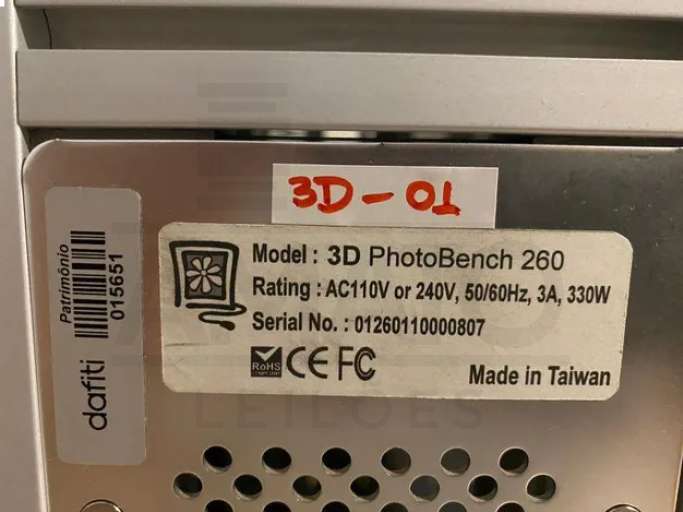 3D-01
Model : 3D PhotoBench 260
Rating : AC110V or 240V, 50/60Hz, 3A, 330W
Serial No. : 01260110000807
RoHS
CE FC
Made in Taiwan
dafiti
Patrimônio
015651
LEILÕES